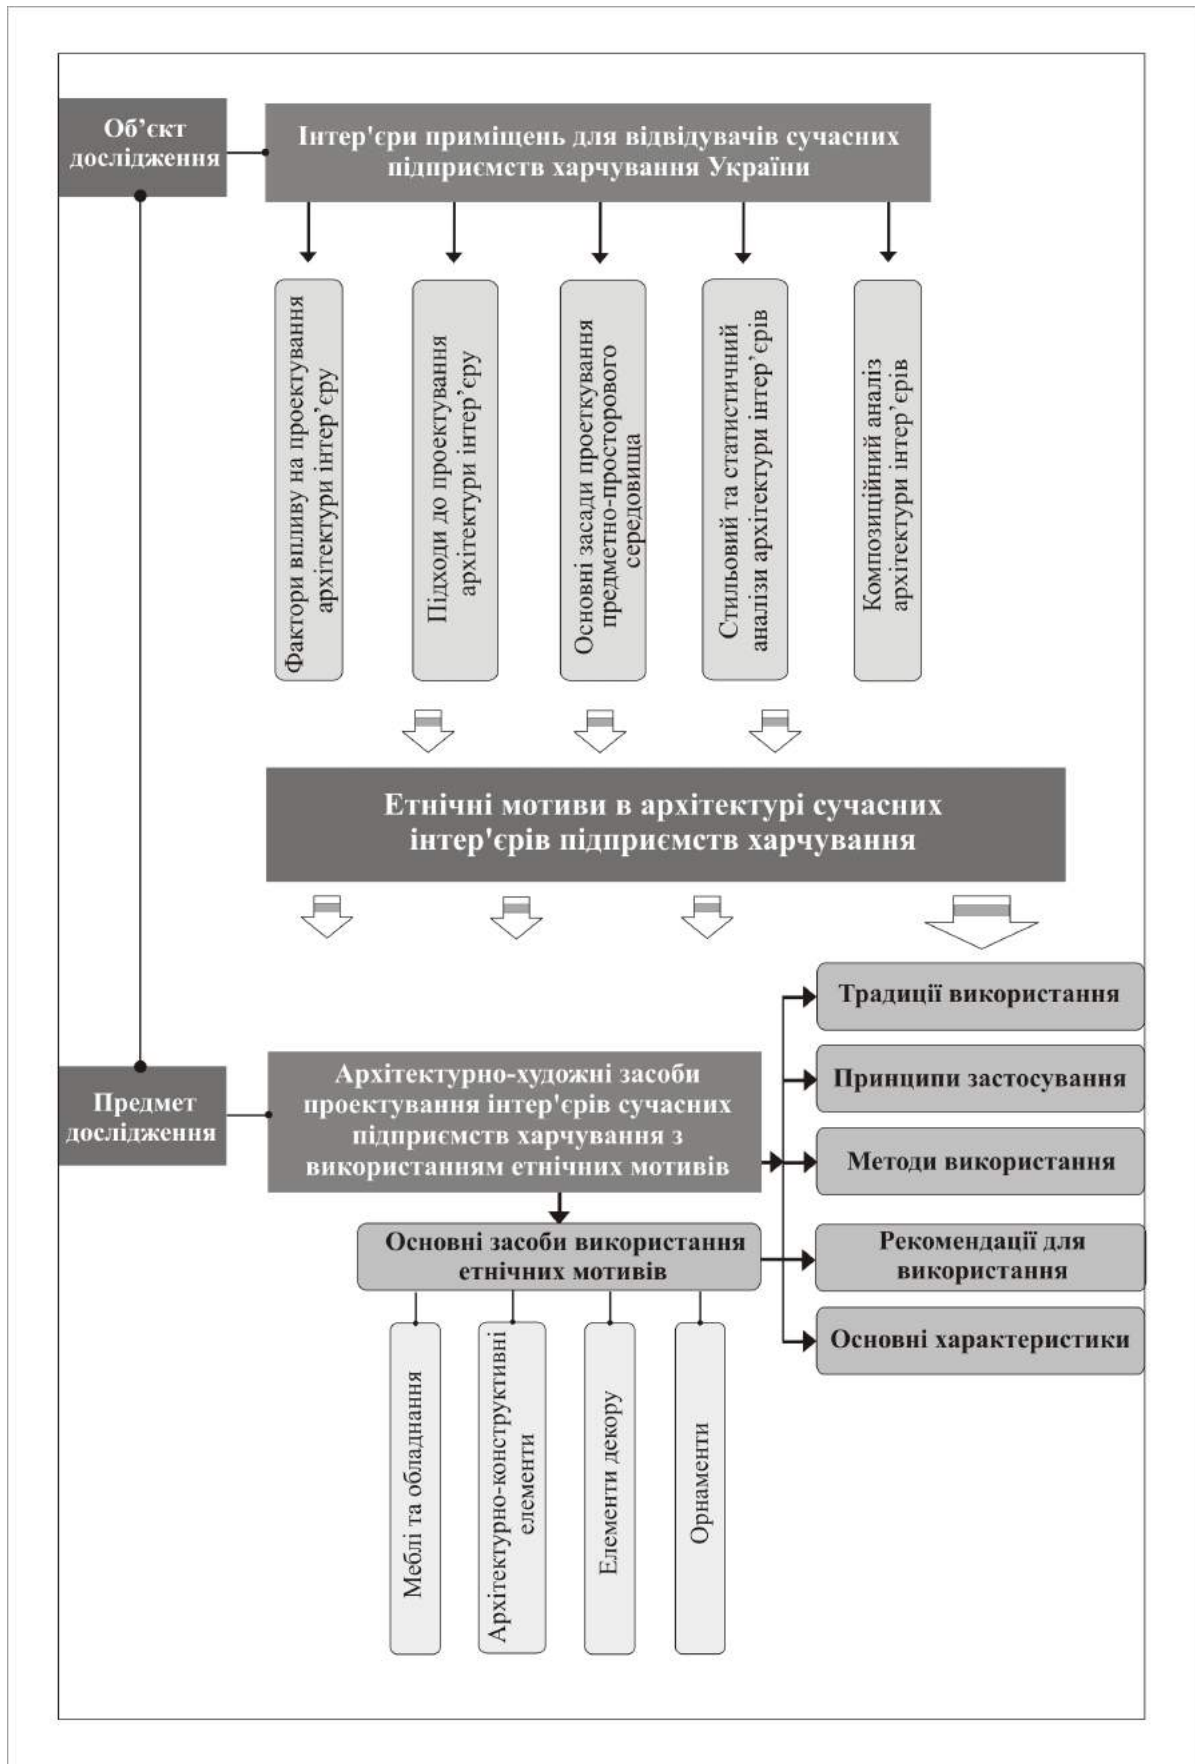 Об’єкт
дослідження
Інтер'єри приміщень для відвідувачів сучасних
підприємств харчування України
Фактори впливу на проектування
архітектури інтер’єру
Підходи до проектування
архітектури інтер’єру
Основні засади проеткування
предметно-просторового
середовища
Стильовий та статистичний
аналізи архітектури інтер’єрів
Композиційний аналіз
архітектури інтер’єрів
Етнічні мотиви в архітектурі сучасних
інтер'єрів підприємств харчування
Предмет
дослідження
Архітектурно-художні засоби
проектування інтер'єрів сучасних
підприємств харчування з
використанням етнічних мотивів
Традиції використання
Принципи застосування
Методи використання
Рекомендації для
використання
Основні характеристики
Основні засоби використання
етнічних мотивів
Меблі та обладнання
Архітектурно-конструктивні
елементи
Елементи декору
Орнаменти